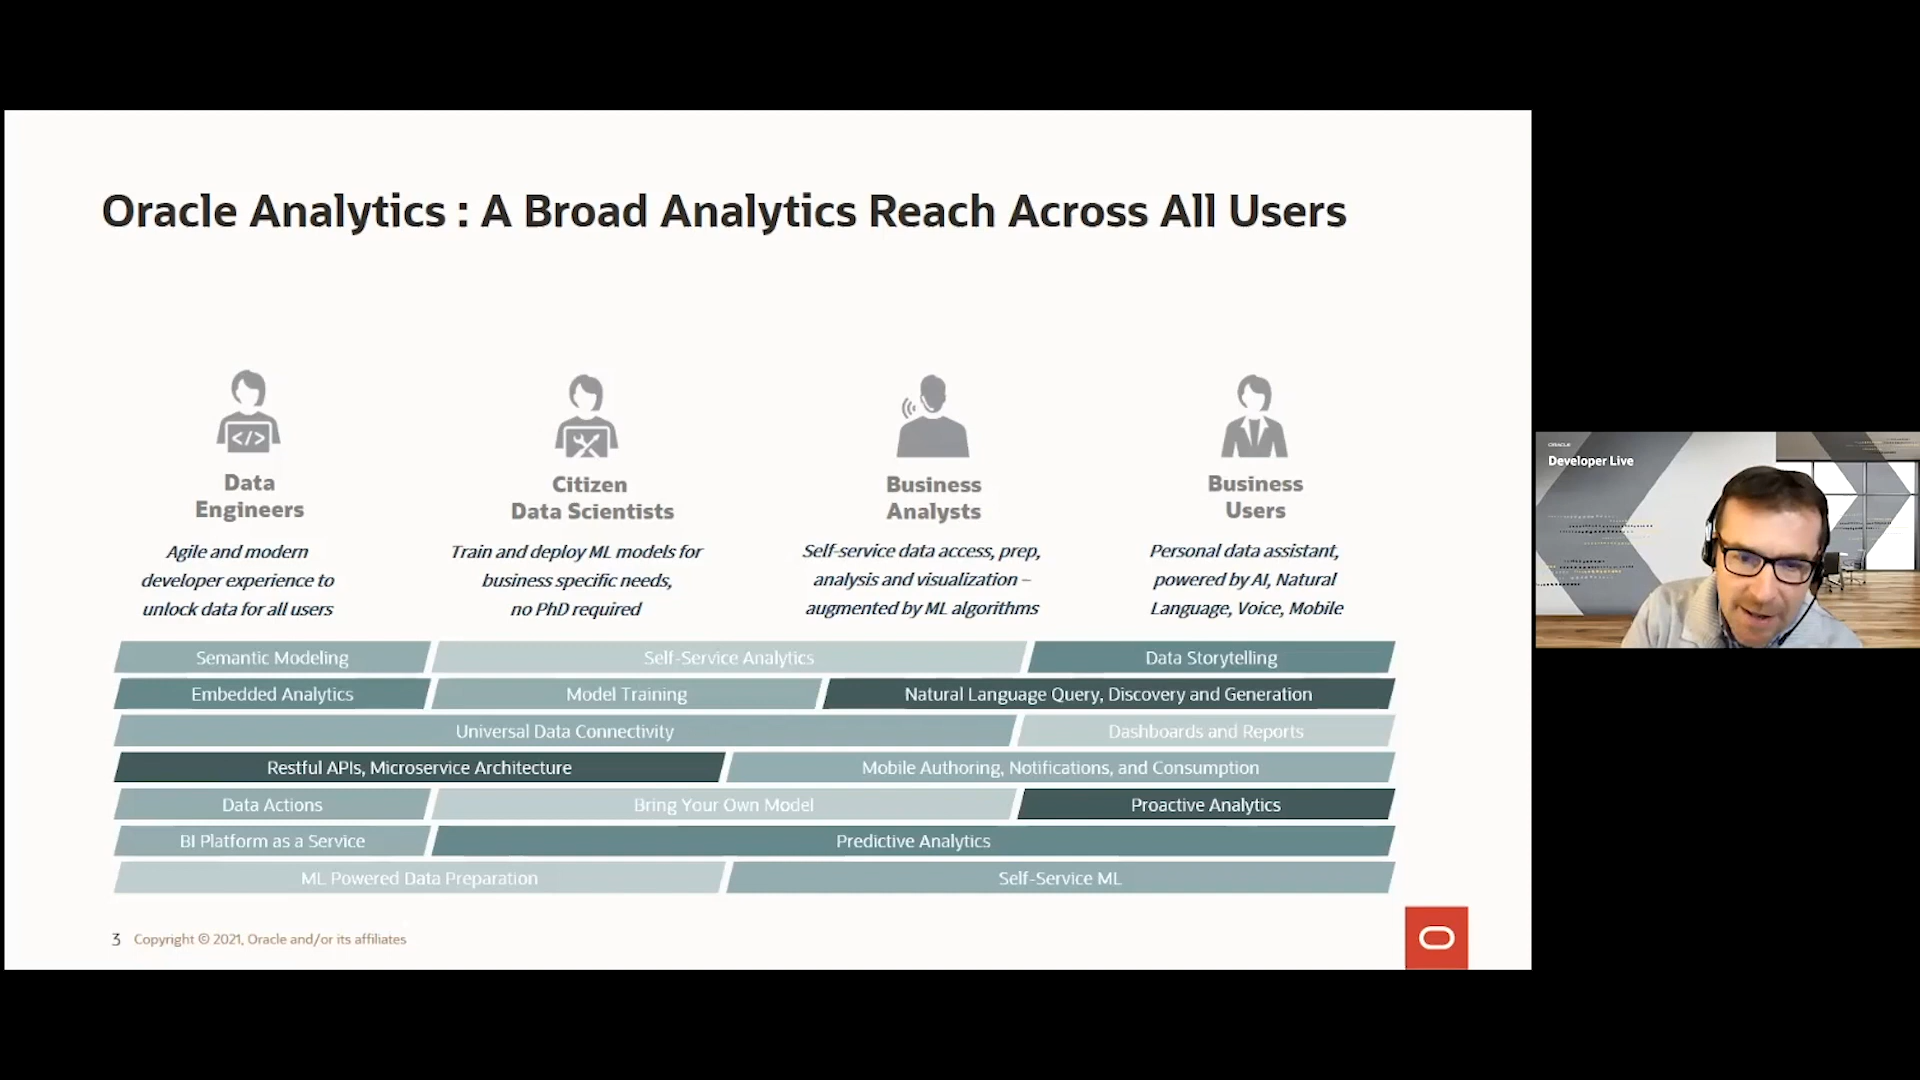 Oracle Analytics : A Broad Analytics Reach Across All Users
Data
Engineers
Agile and modern
developer experience to
unlock data for all users
Citizen
Data Scientists
Train and deploy ML models for
business specific needs,
no PhD required
Business
Analysts
Self-service data access, prep,
analysis and visualization –
augmented by ML algorithms
Business
Users
Personal data assistant,
powered by AI, Natural
Language, Voice, Mobile
Semantic Modeling
Self-Service Analytics
Data Storytelling
Embedded Analytics
Model Training
Natural Language Query, Discovery and Generation
Universal Data Connectivity
Dashboards and Reports
Restful APIs, Microservice Architecture
Mobile Authoring, Notifications, and Consumption
Data Actions
Bring Your Own Model
Proactive Analytics
BI Platform as a Service
Predictive Analytics
ML Powered Data Preparation
Self-Service ML
3 Copyright © 2021, Oracle and/or its affiliates
ORACLE
Developer Live